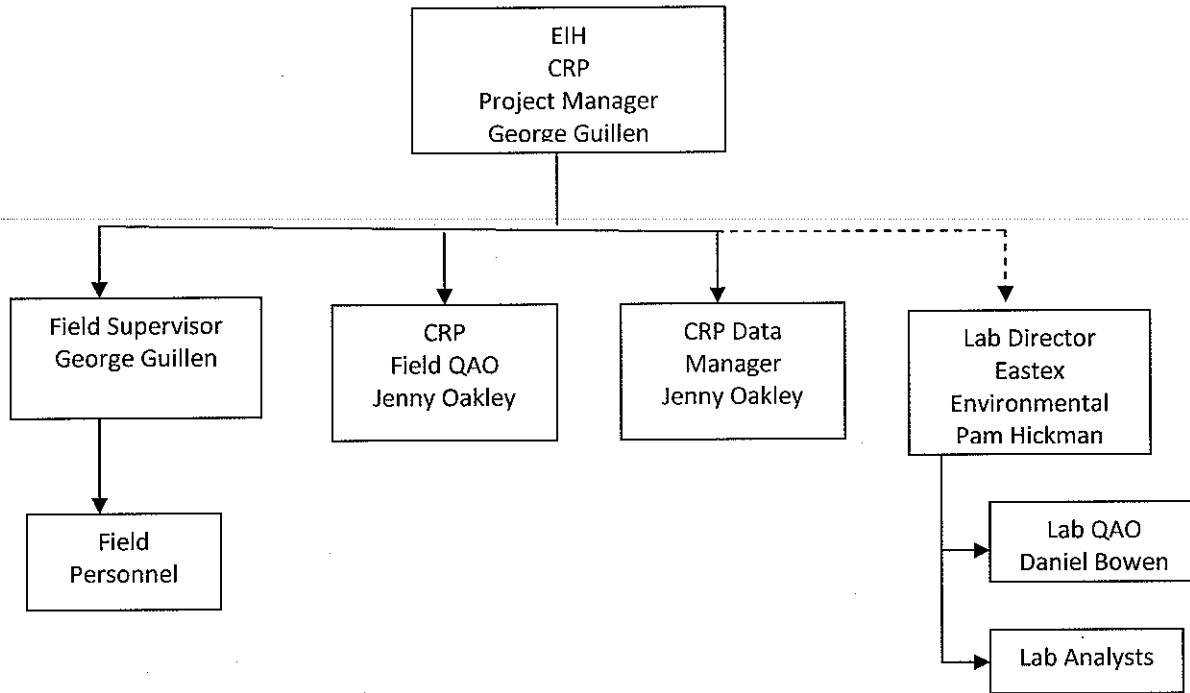 EIH
CRP
Project Manager
George Guillen
Field Supervisor
George Guillen
CRP
Field QAO
Jenny Oakley
CRP Data
Manager
Jenny Oakley
Lab Director
Eastex
Environmental
Pam Hickman
Field
Personnel
Lab QAO
Daniel Bowen
Lab Analysts